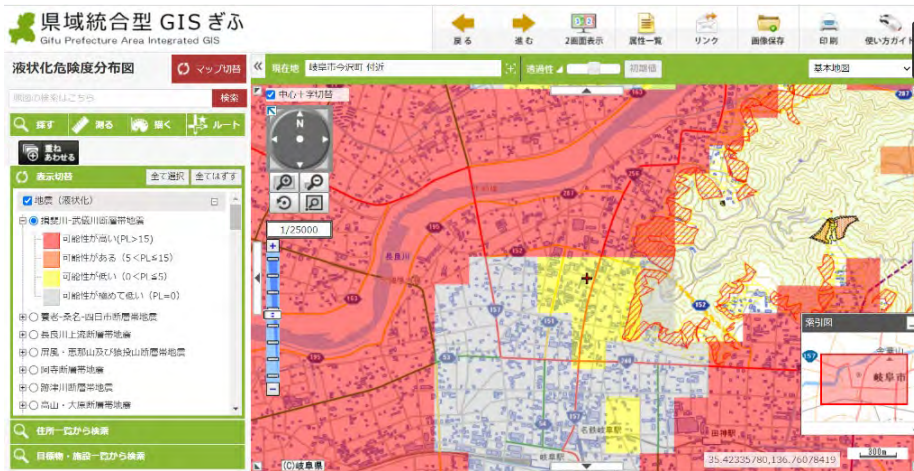 県域統合型GISぎふ
Gifu Prefecture Area Integrated GIS
戻る
進む
2画面表示
属性一覧
リンク
画像保存
印刷
使い方ガイド
液状化危険度分布図
マップ切替
現在地
岐阜市今沢町 付近
透過性
初期値
基本地図
検索
探す
測る
描く
ルート
重ね
あわせる
表示切替
全て選択
全てはずす
地震（液状化）
揖斐川-武儀川断層帯地震
可能性が高い(PL>15)
可能性がある（5<PL≦15）
可能性が低い（0<PL≦5）
可能性が極めて低い（PL=0）
養老-桑名-四日市断層帯地震
長良川上流断層帯地震
屏風・恵那山及び猿投山断層帯地震
阿寺断層帯地震
跡津川断層帯地震
高山・大原断層帯地震
住所一覧から検索
目標物・施設一覧から検索
中心十字切替
N
1/25000
163
287
256
195
163
195
152
157
152
長良川
名鉄岐阜駅
岐阜駅
田神駅
(C)岐阜県
索引図
金華山
157
岐阜市
35.42335780,136.76078419
300m